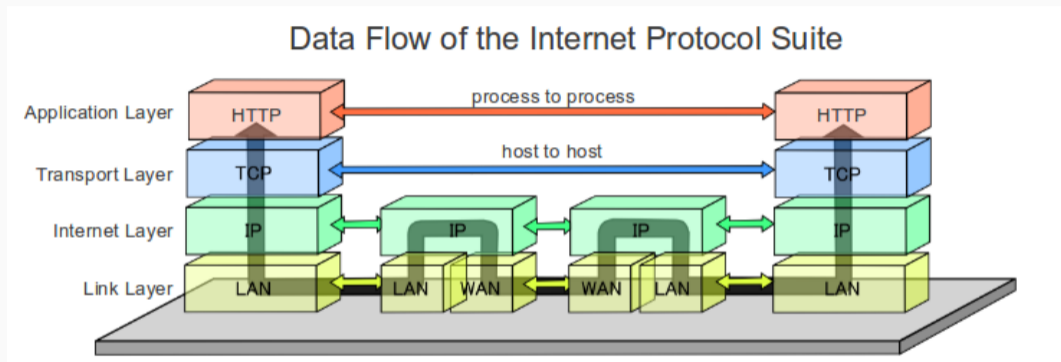 Data Flow of the Internet Protocol Suite
Application Layer HTTP process to process HTTP
Transport Layer TCP host to host TCP
Internet Layer IP IP IP IP
Link Layer LAN LAN WAN WAN LAN LAN